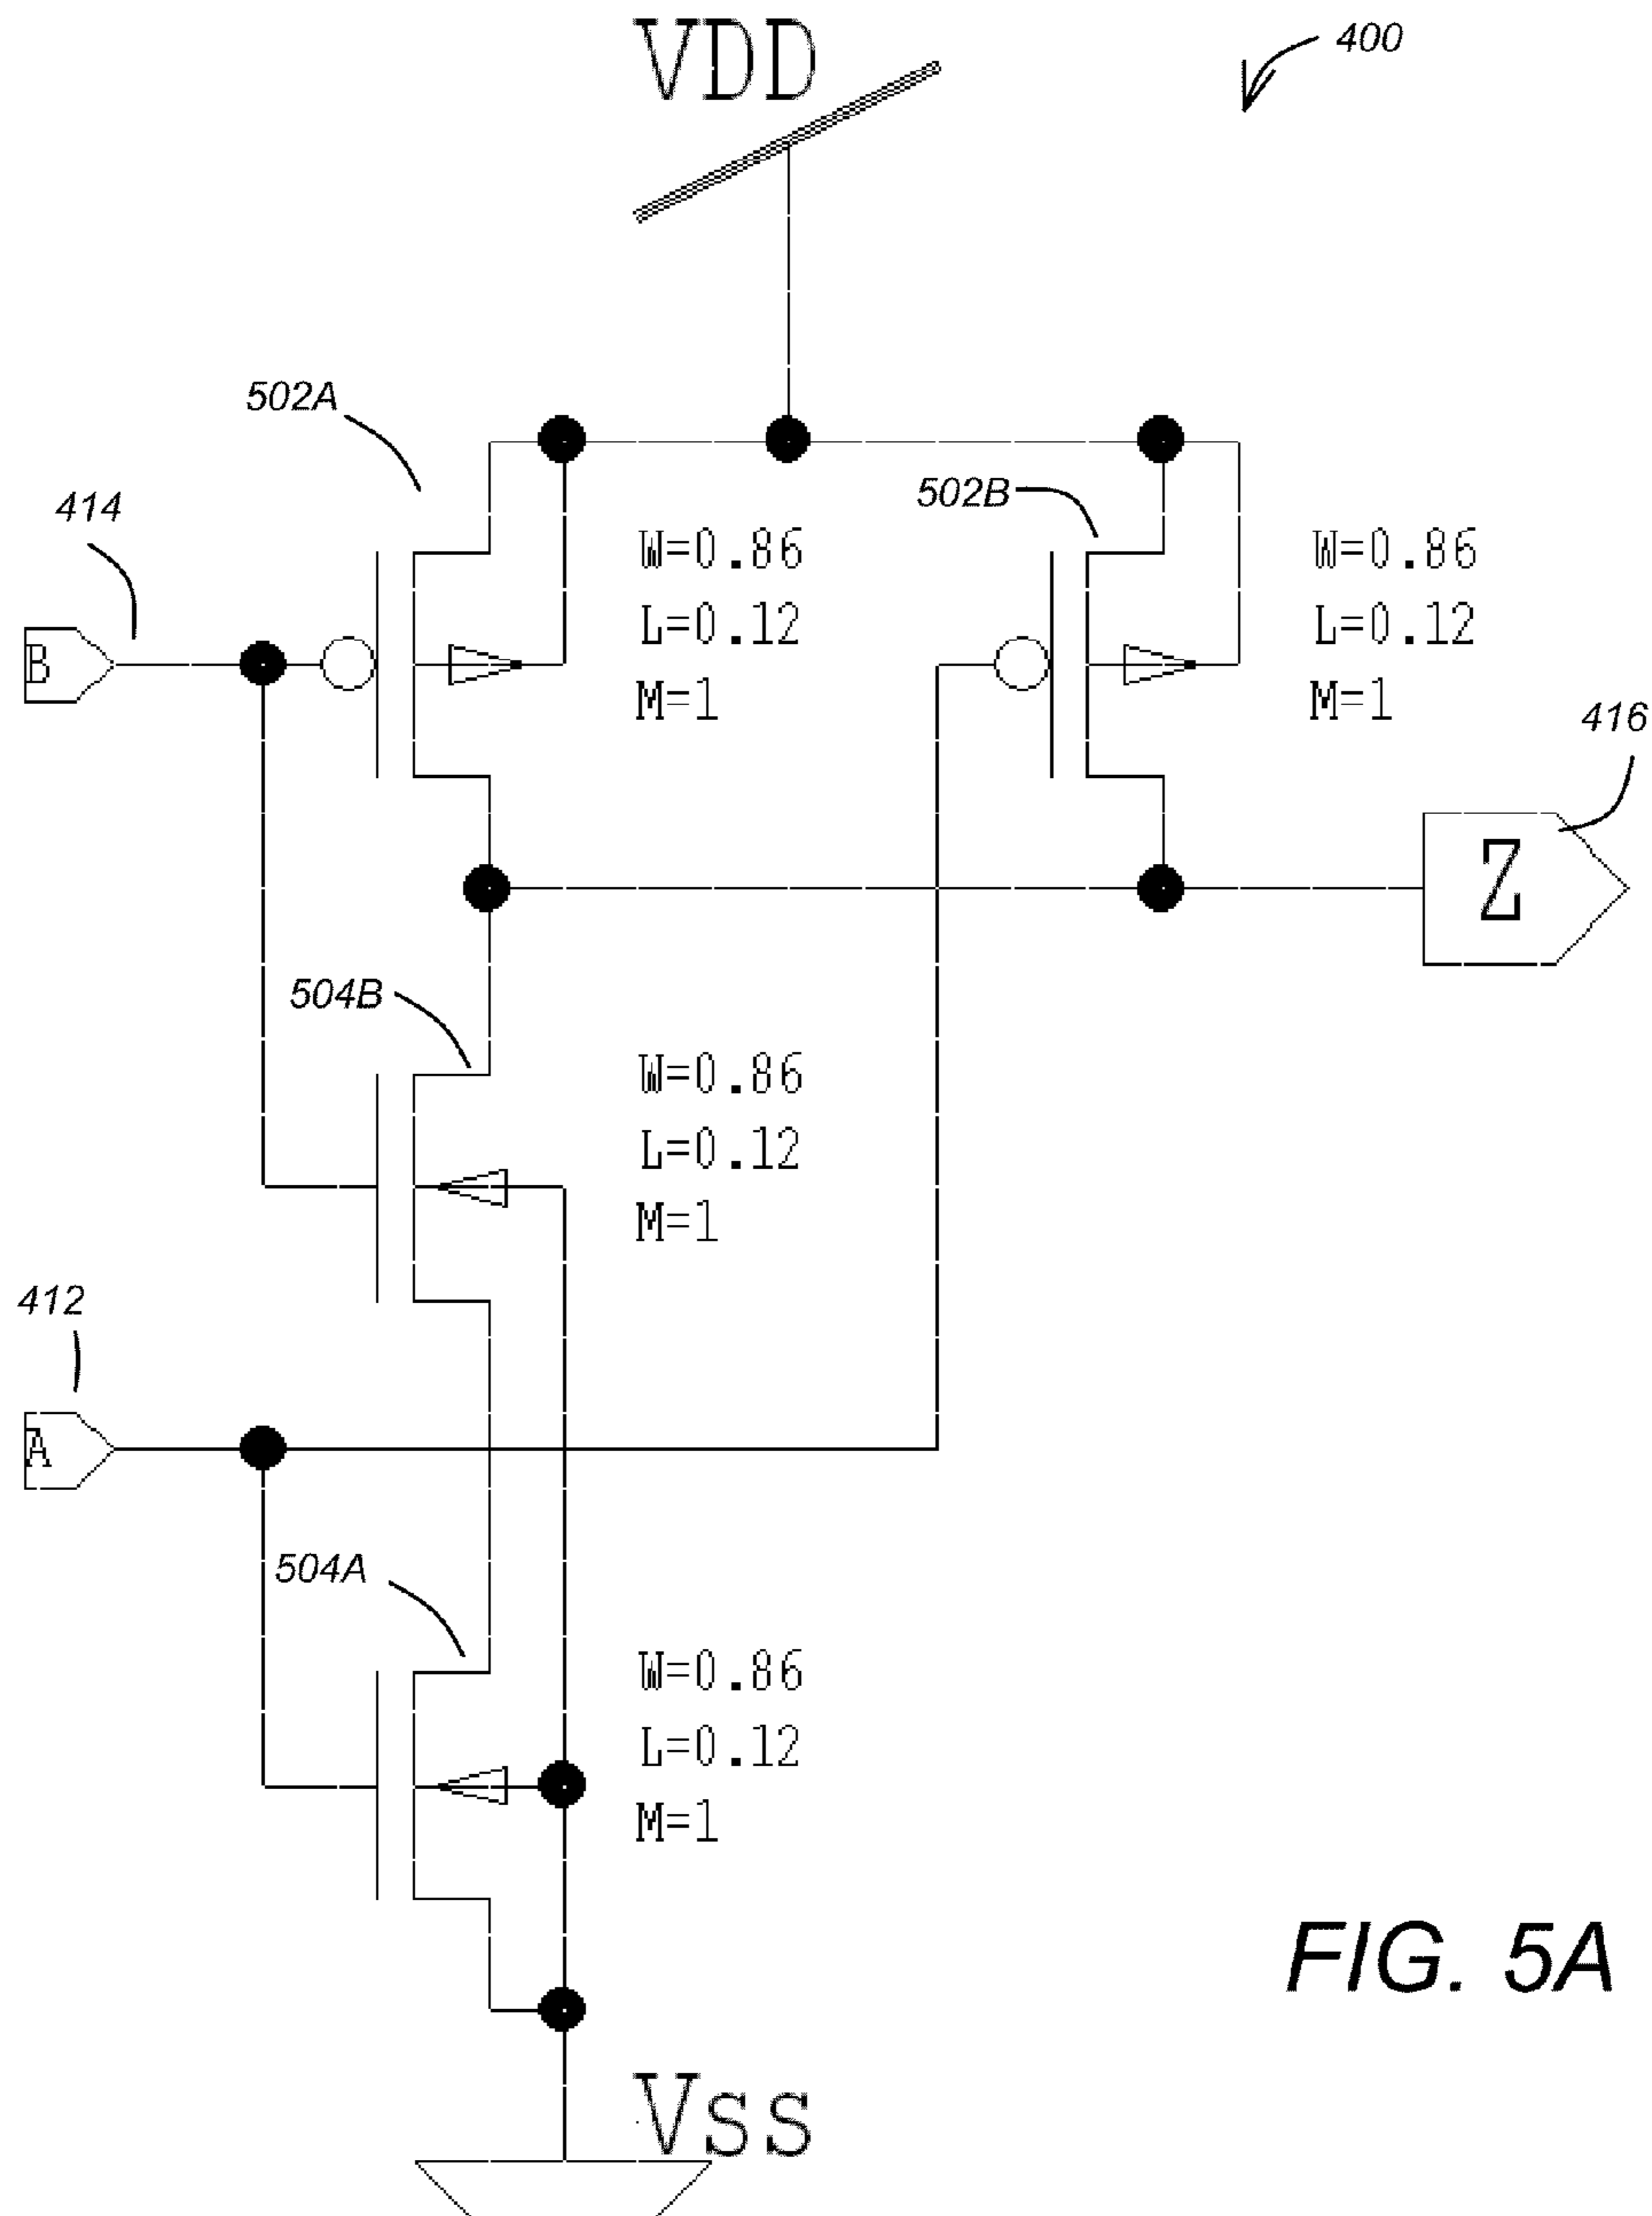 VDD
400
502A
502B
414
W=0.86
L=0.12
M=1
W=0.86
L=0.12
M=1
B
416
Z
504B
W=0.86
L=0.12
M=1
412
A
504A
W=0.86
L=0.12
M=1
FIG. 5A
VSS